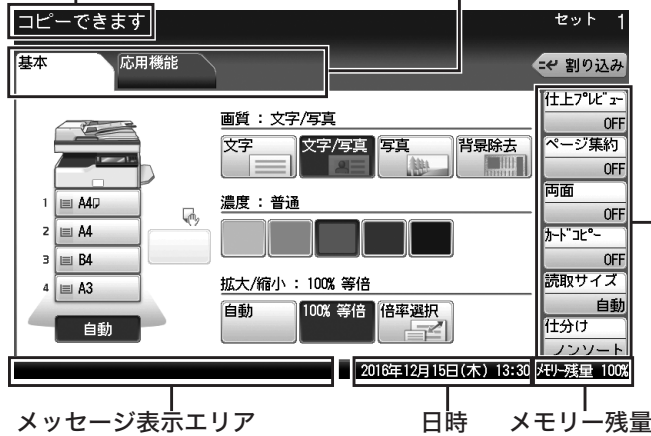 コピーできます
セット 1
基本
応用機能
割り込み
画質：文字/写真
文字
文字/写真
写真
背景除去
濃度：普通
1 A4
2 A4
3 B4
4 A3
自動
拡大/縮小：100% 等倍
自動
100% 等倍
倍率選択
仕上ﾌﾟﾚﾋﾞｭｰ
OFF
ページ集約
OFF
両面
OFF
ｶｰﾄﾞｺﾋﾟｰ
OFF
読取サイズ
自動
仕分け
ノンソート
2016年12月15日(木) 13:30
ﾒﾓﾘｰ残量 100%
メッセージ表示エリア
日時
メモリー残量